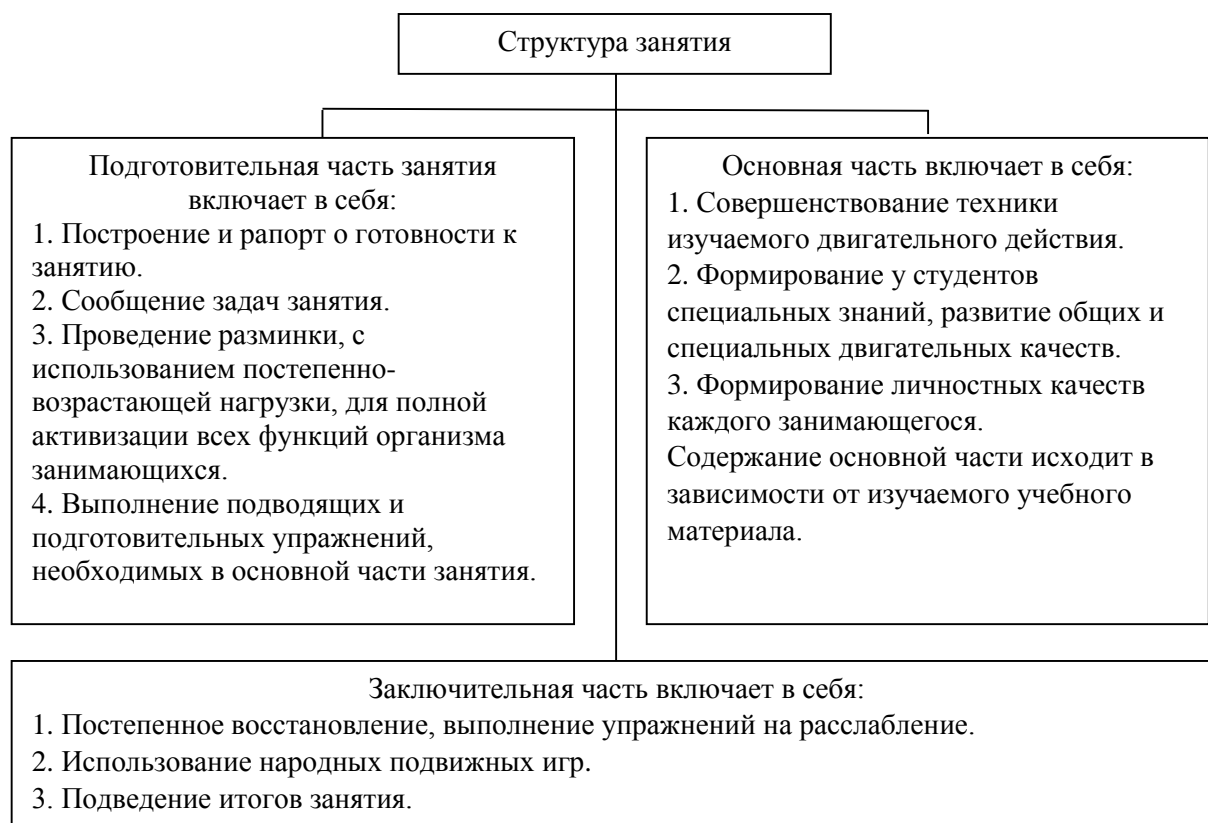 Структура занятия
Подготовительная часть занятия
включает в себя:
1. Построение и рапорт о готовности к
занятию.
2. Сообщение задач занятия.
3. Проведение разминки, с
использованием постепенно-
возрастающей нагрузки, для полной
активизации всех функций организма
занимающихся.
4. Выполнение подводящих и
подготовительных упражнений,
необходимых в основной части занятия.
Основная часть включает в себя:
1. Совершенствование техники
изучаемого двигательного действия.
2. Формирование у студентов
специальных знаний, развитие общих и
специальных двигательных качеств.
3. Формирование личностных качеств
каждого занимающегося.
Содержание основной части исходит в
зависимости от изучаемого учебного
материала.
Заключительная часть включает в себя:
1. Постепенное восстановление, выполнение упражнений на расслабление.
2. Использование народных подвижных игр.
3. Подведение итогов занятия.